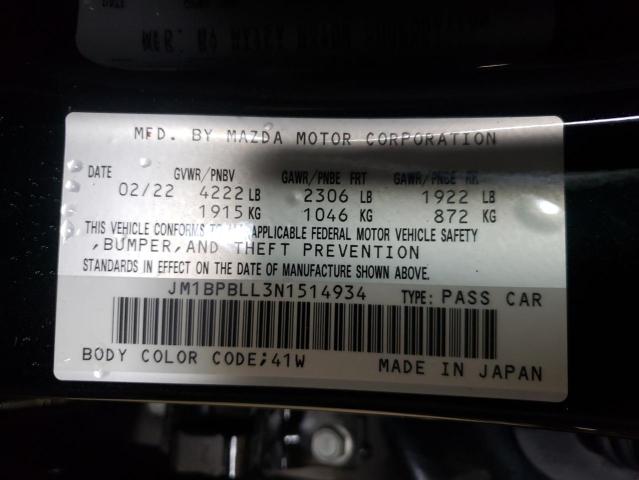 MFD. BY MAZDA MOTOR CORPORATION
DATE GVWR/PNBV GAWR/PNBE FRT GAWR/PNBE RR
02/22 4222 LB 2306 LB 1922 LB
1915 KG 1046 KG 872 KG
THIS VEHICLE CONFORMS TO ALL APPLICABLE FEDERAL MOTOR VEHICLE SAFETY
,BUMPER,AND THEFT PREVENTION
STANDARDS IN EFFECT ON THE DATE OF MANUFACTURE SHOWN ABOVE.
JM1BPBLL3N1514934 TYPE: PASS CAR
BODY COLOR CODE;41W MADE IN JAPAN